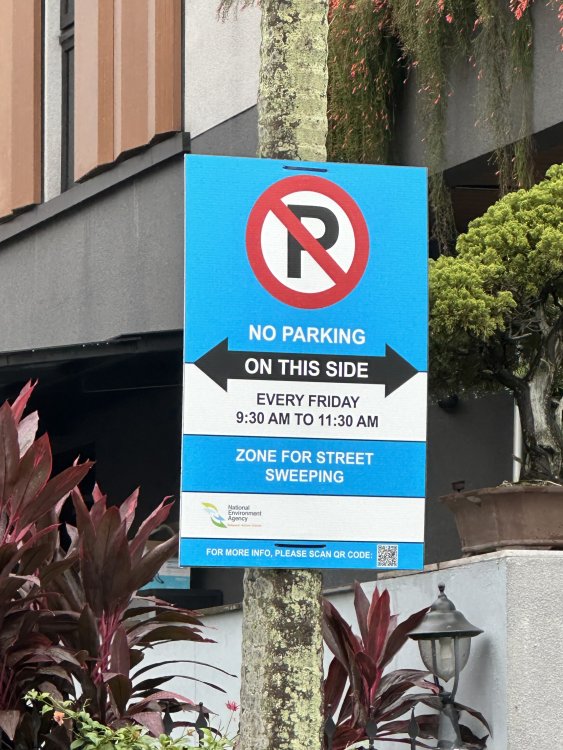 P
NO PARKING
ON THIS SIDE
EVERY FRIDAY
9:30 AM TO 11:30 AM
ZONE FOR STREET
SWEEPING
National
Environment
Agency
FOR MORE INFO, PLEASE SCAN QR CODE: